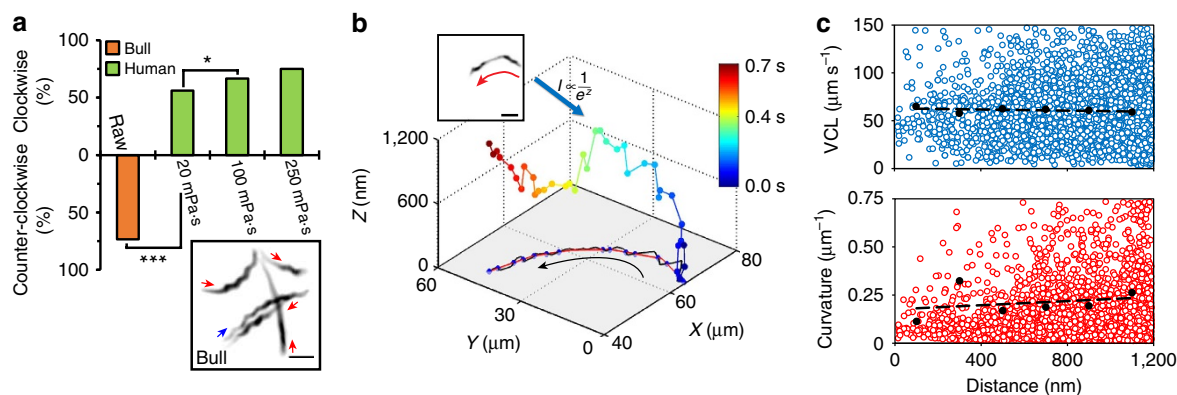 a
Counter-clockwise Clockwise
(%) (%)
100
50
0
50
100
Bull
Human
Raw
20 mPa·s
100 mPa·s
250 mPa·s
*
***
Bull
b
I ∝ 1/e^z
0.7 s
0.4 s
0.0 s
1,200
600
0
Z (nm)
60
30
0
Y (μm)
40
60
80
X (μm)
c
VCL (μm s⁻¹)
150
100
50
0
Curvature (μm⁻¹)
0.75
0.50
0.25
0
0 400 800 1,200
Distance (nm)